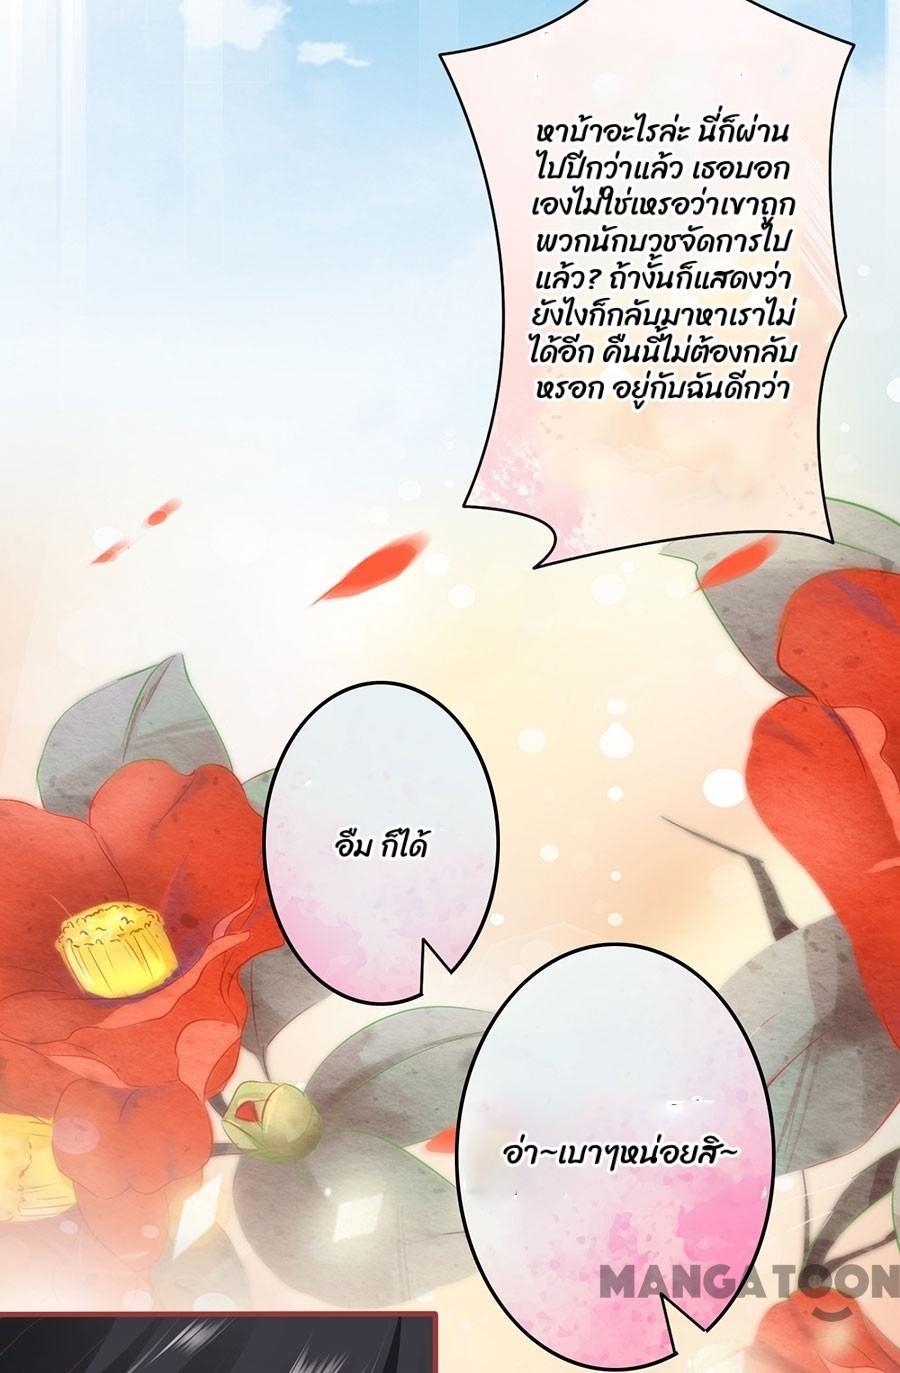 หาบ้าอะไรล่ะ นี่ก็ผ่าน
ไปปีกว่าแล้ว เธอบอก
เองไม่ใช่เหรอว่าเขาถูก
พวกนักบวชจัดการไป
แล้ว? ถ้างั้นก็แสดงว่า
ยังไงก็กลับมาหาเราไม่
ได้อีก คืนนี้ไม่ต้องกลับ
หรอก อยู่กับฉันดีกว่า
อืม ก็ได้
อ่า~เบาๆหน่อยสิ~
MANGATOON